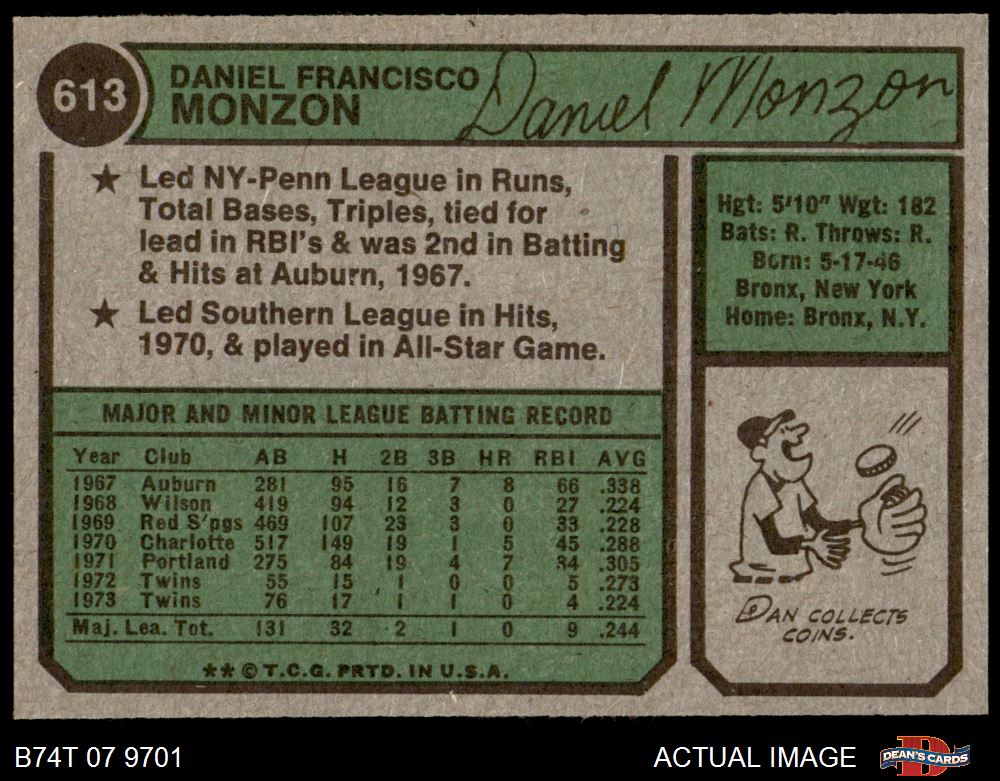 613
DANIEL FRANCISCO
MONZON
Daniel Monzon
★ Led NY-Penn League in Runs,
Total Bases, Triples, tied for
lead in RBI's & was 2nd in Batting
& Hits at Auburn, 1967.
★ Led Southern League in Hits,
1970, & played in All-Star Game.
Hgt: 5'10" Wgt: 182
Bats: R. Throws: R.
Born: 5-17-46
Bronx, New York
Home: Bronx, N.Y.
MAJOR AND MINOR LEAGUE BATTING RECORD
Year Club AB H 2B 3B HR RBI AVG
1967 Auburn 281 95 16 7 8 66 .338
1968 Wilson 419 94 12 3 0 27 .224
1969 Red S'pgs 469 107 23 3 0 33 .228
1970 Charlotte 517 149 19 1 5 45 .288
1971 Portland 275 84 19 4 7 34 .305
1972 Twins 55 15 1 0 0 5 .273
1973 Twins 76 17 1 1 0 4 .224
Maj. Lea. Tot. 131 32 2 1 0 9 .244
** © T.C.G. PRTD. IN U.S.A.
DAN COLLECTS
COINS.
B74T 07 9701
ACTUAL IMAGE
DEAN'S CARDS